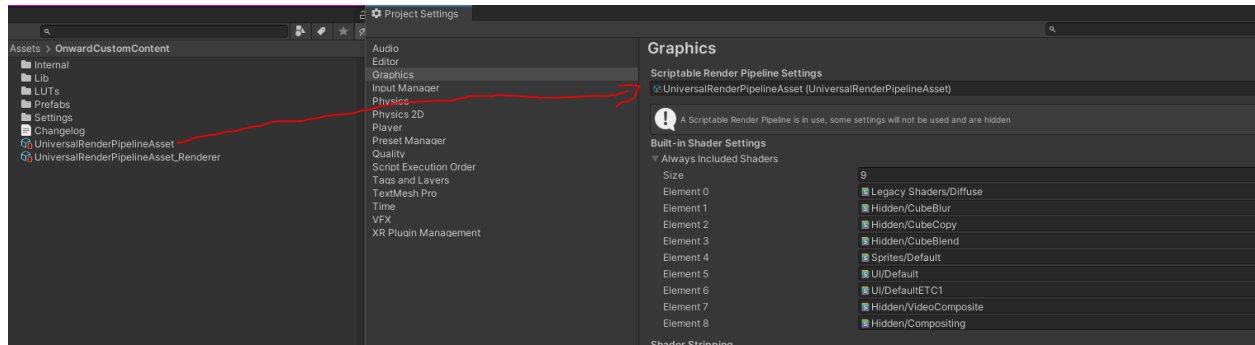 Project Settings
Assets > OnwardCustomContent
Internal
Lib
LUTs
Prefabs
Settings
Changelog
UniversalRenderPipelineAsset
UniversalRenderPipelineAsset_Renderer
Audio
Editor
Graphics
Input Manager
Physics
Physics 2D
Player
Preset Manager
Quality
Script Execution Order
Tags and Layers
TextMesh Pro
Time
VFX
XR Plugin Management
Graphics
Scriptable Render Pipeline Settings
UniversalRenderPipelineAsset (UniversalRenderPipelineAsset)
A Scriptable Render Pipeline is in use, some settings will not be used and are hidden
Built-in Shader Settings
Always Included Shaders
Size 9
Element 0 Legacy Shaders/Diffuse
Element 1 Hidden/CubeBlur
Element 2 Hidden/CubeCopy
Element 3 Hidden/CubeBlend
Element 4 Sprites/Default
Element 5 UI/Default
Element 6 UI/DefaultETC1
Element 7 Hidden/VideoComposite
Element 8 Hidden/Compositing
Shader Stripping